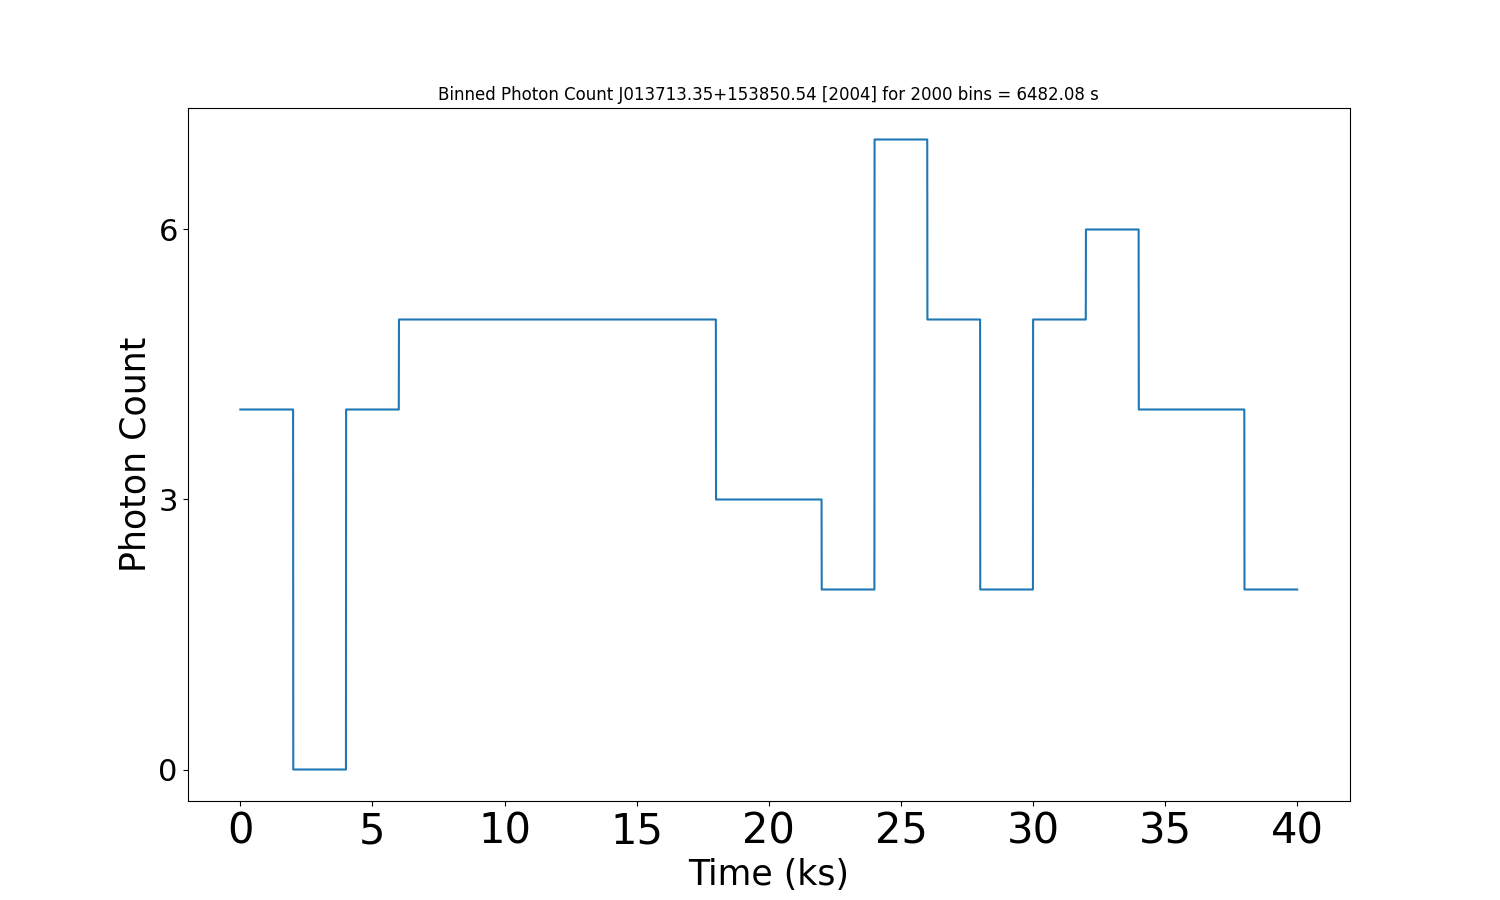 Binned Photon Count J013713.35+153850.54 [2004] for 2000 bins = 6482.08 s
Photon Count
6
3
0
0 5 10 15 20 25 30 35 40
Time (ks)